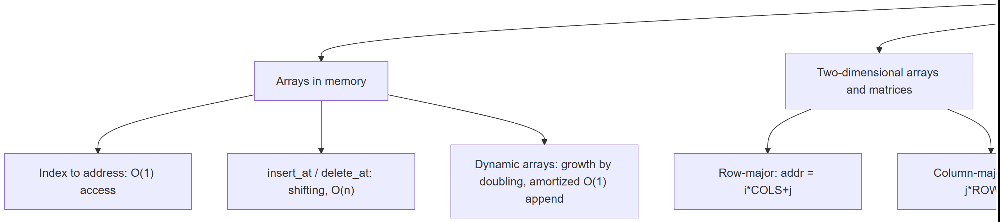 Arrays in memory
Two-dimensional arrays
and matrices
Index to address: O(1)
access
insert_at / delete_at:
shifting, O(n)
Dynamic arrays: growth by
doubling, amortized O(1)
append
Row-major: addr =
i*COLS+j